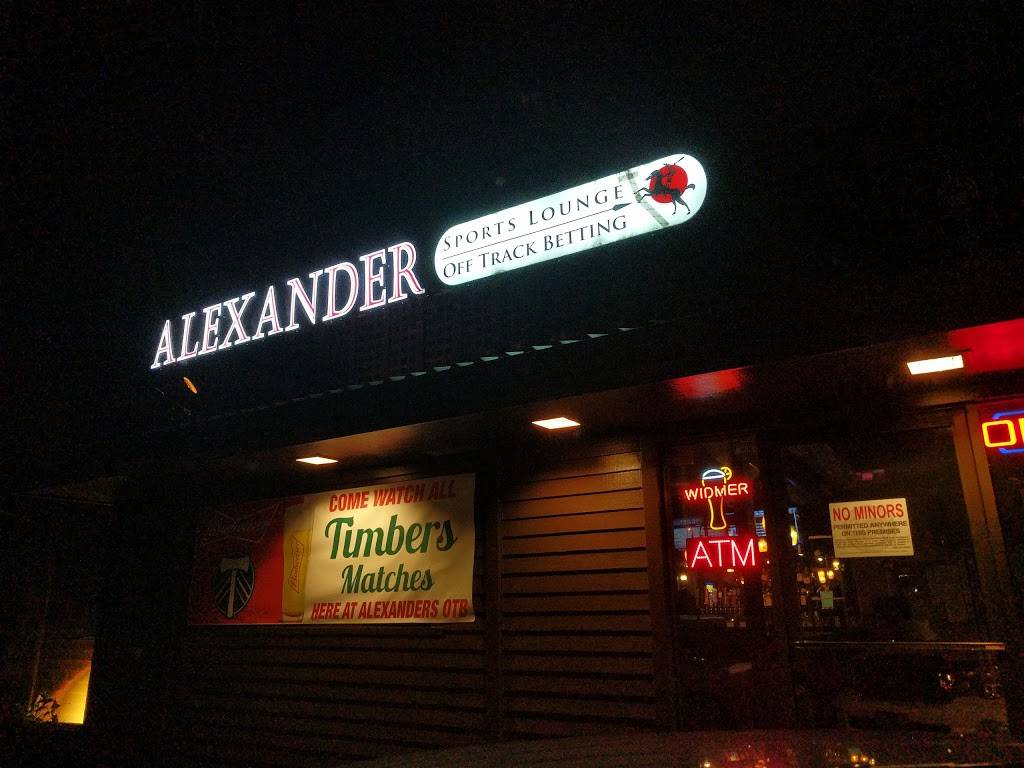 ALEXANDER
SPORTS LOUNGE
OFF TRACK BETTING
COME WATCH ALL
Timbers
Matches
HERE AT ALEXANDERS OTB
WIDMER
ATM
NO MINORS
PERMITTED ANYWHERE
ON THIS PREMISES